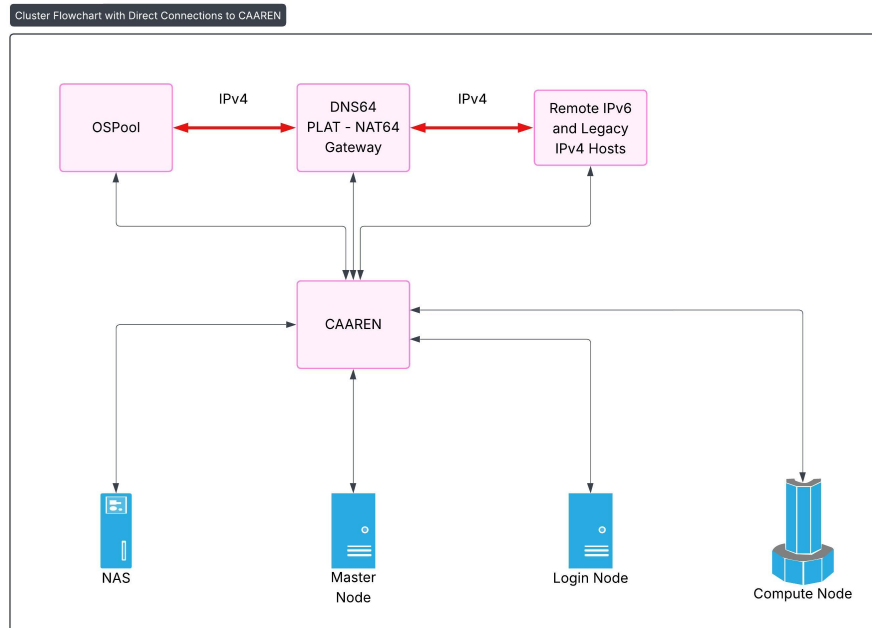 Cluster Flowchart with Direct Connections to CAAREN
OSPool
IPv4
DNS64
PLAT - NAT64
Gateway
IPv4
Remote IPv6
and Legacy
IPv4 Hosts
CAAREN
NAS
Master
Node
Login Node
Compute Node